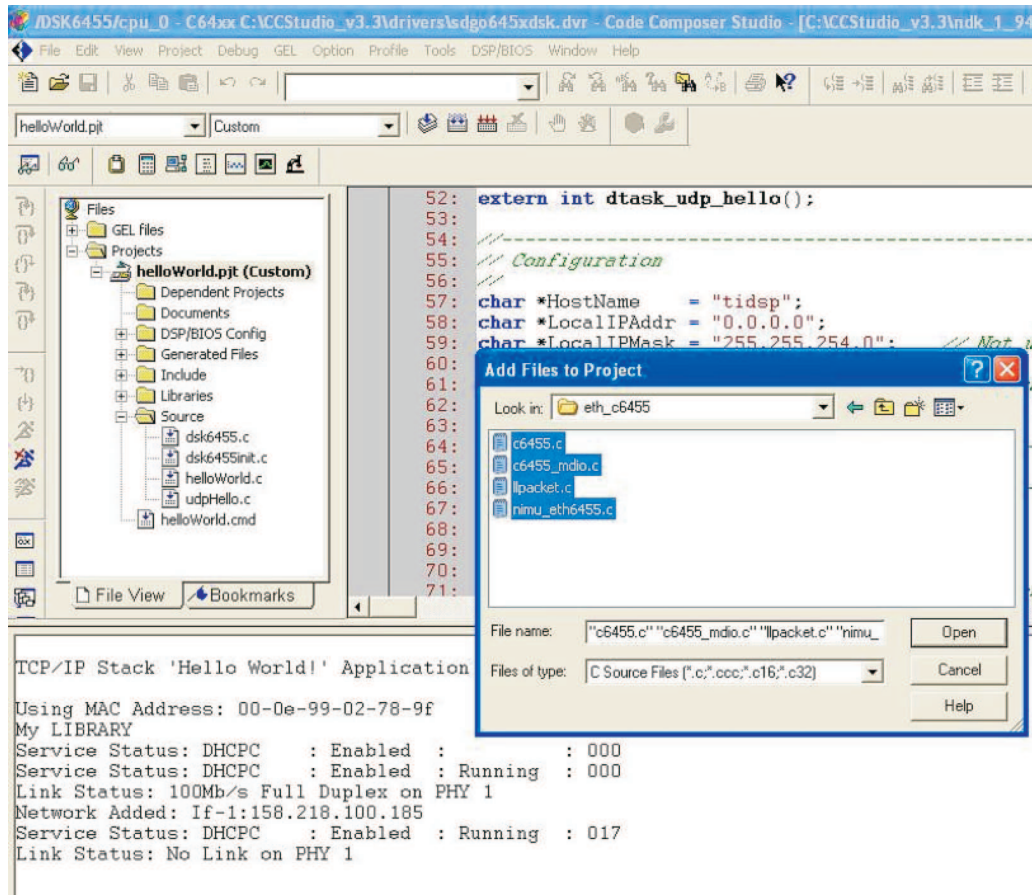 /DSK6455/cpu_0 - C64xx C:\CCStudio_v3.3\drivers\sdgo645xdsk.dvr - Code Composer Studio - [C:\CCStudio_v3.3\ndk_1_94
File Edit View Project Debug GEL Option Profile Tools DSP/BIOS Window Help
helloWorld.pjt Custom
Files
GEL files
Projects
helloWorld.pjt (Custom)
Dependent Projects
Documents
DSP/BIOS Config
Generated Files
Include
Libraries
Source
dsk6455.c
dsk6455init.c
helloWorld.c
udpHello.c
helloWorld.cmd
File View Bookmarks
52: extern int dtask_udp_hello();
53:
54: //-----------------------------------------------------
55: // Configuration
56: //
57: char *HostName = "tidsp";
58: char *LocalIPAddr = "0.0.0.0";
59: char *LocalIPMask = "255.255.254.0"; // Not
60:
61:
62:
63:
64:
65:
66:
67:
68:
69:
70:
71:
Add Files to Project
Look in: eth_c6455
c6455.c
c6455_mdio.c
llpacket.c
nimu_eth6455.c
File name: "c6455.c" "c6455_mdio.c" "llpacket.c" "nimu_ Open
Files of type: C Source Files (*.c;*.ccc;*.c16;*.c32) Cancel
Help
TCP/IP Stack 'Hello World!' Application
Using MAC Address: 00-0e-99-02-78-9f
My LIBRARY
Service Status: DHCPC : Enabled : : 000
Service Status: DHCPC : Enabled : Running : 000
Link Status: 100Mb/s Full Duplex on PHY 1
Network Added: If-1:158.218.100.185
Service Status: DHCPC : Enabled : Running : 017
Link Status: No Link on PHY 1